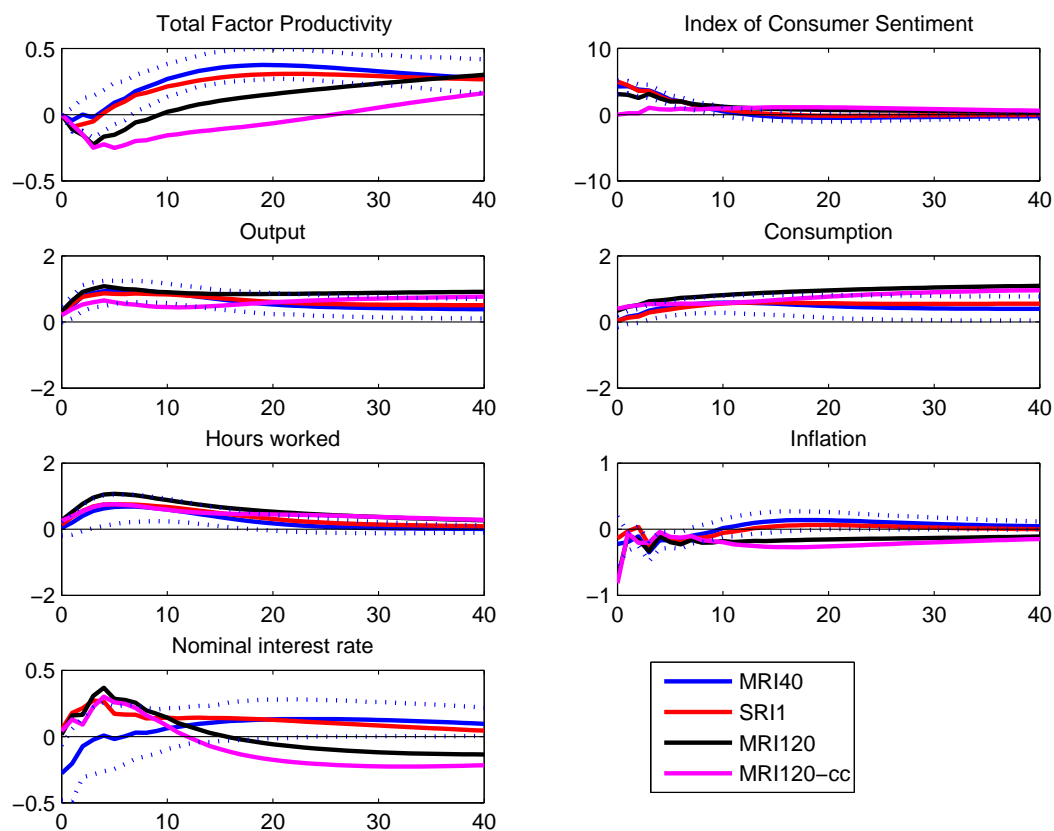 Total Factor Productivity
0.5
0
−0.5
0 10 20 30 40
Index of Consumer Sentiment
10
0
−10
0 10 20 30 40
Output
2
0
−2
0 10 20 30 40
Consumption
2
0
−2
0 10 20 30 40
Hours worked
2
0
−2
0 10 20 30 40
Inflation
1
0
−1
0 10 20 30 40
Nominal interest rate
0.5
0
−0.5
0 10 20 30 40
MRI40
SRI1
MRI120
MRI120−cc